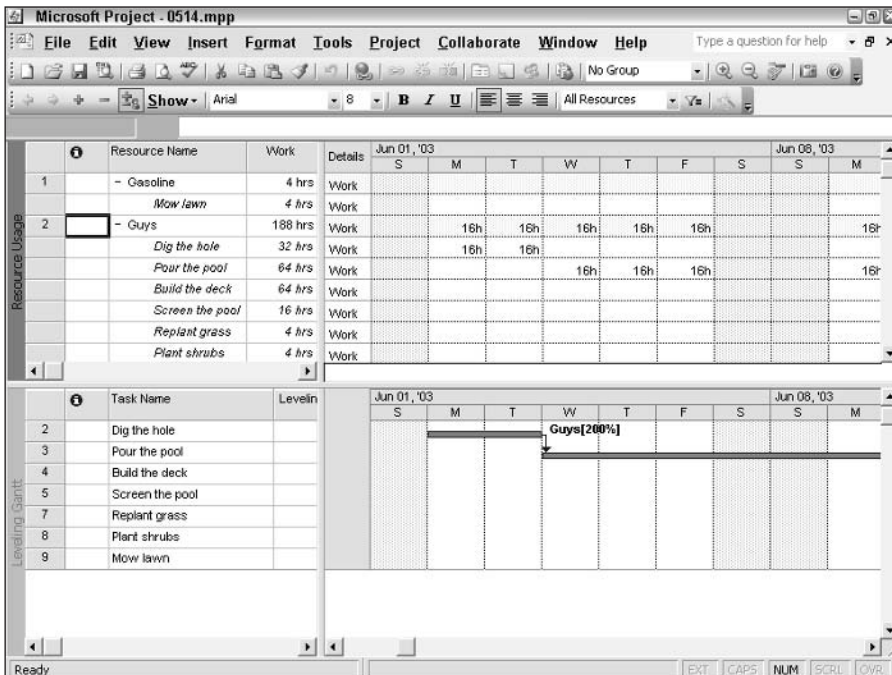 Microsoft Project - 0514.mpp
File Edit View Insert Format Tools Project Collaborate Window Help Type a question for help
No Group
Show Arial 8 B I U All Resources
Resource Name Work Details Jun 01, '03 Jun 08, '03
S M T W T F S S M
1 - Gasoline 4 hrs Work
Mow lawn 4 hrs Work
2 - Guys 188 hrs Work 16h 16h 16h 16h 16h 16h
Dig the hole 32 hrs Work 16h 16h
Pour the pool 64 hrs Work 16h 16h 16h 16h
Build the deck 64 hrs Work
Screen the pool 16 hrs Work
Replant grass 4 hrs Work
Plant shrubs 4 hrs Work
Resource Usage
Task Name Levelin Jun 01, '03 Jun 08, '03
S M T W T F S S M
2 Dig the hole Guys[200%]
3 Pour the pool
4 Build the deck
5 Screen the pool
7 Replant grass
8 Plant shrubs
9 Mow lawn
Leveling Gantt
Ready EXT CAPS NUM SCRL OVR